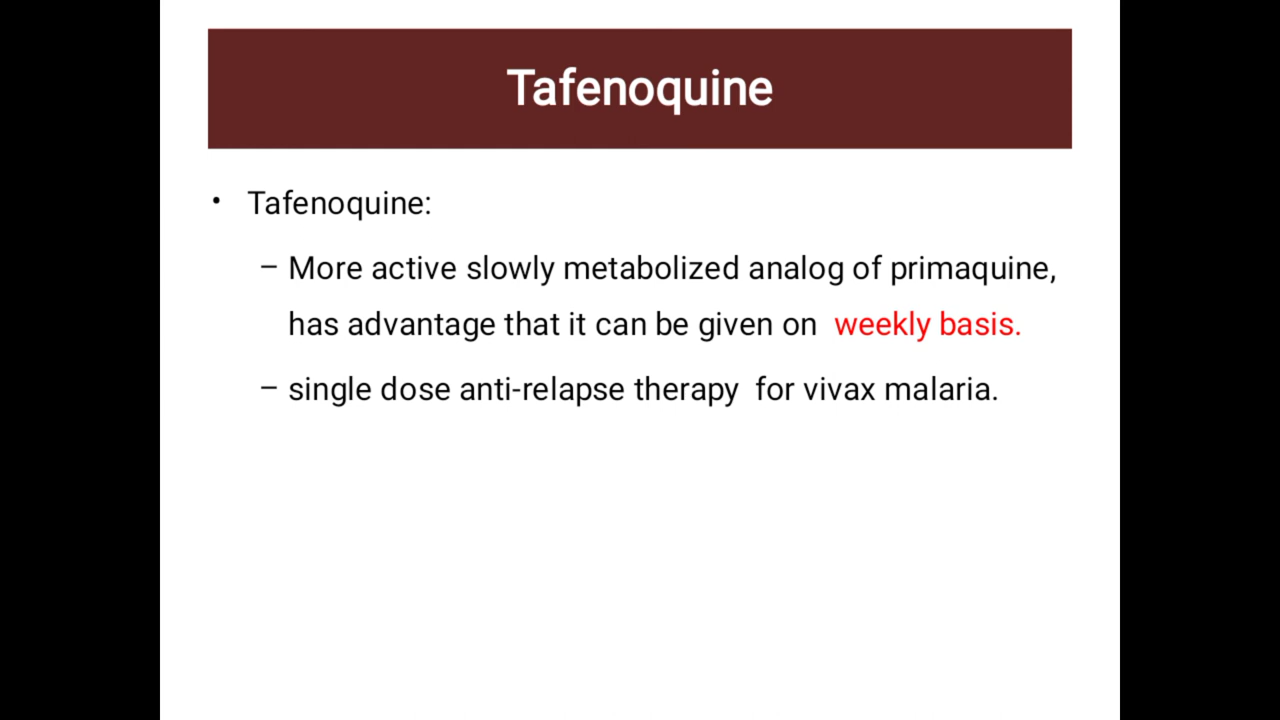 Tafenoquine
• Tafenoquine:
– More active slowly metabolized analog of primaquine,
has advantage that it can be given on weekly basis.
– single dose anti-relapse therapy for vivax malaria.